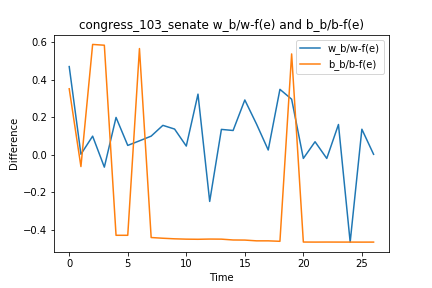 congress_103_senate w_b/w-f(e) and b_b/b-f(e)
w_b/w-f(e)
b_b/b-f(e)
Difference
0.6
0.4
0.2
0.0
−0.2
−0.4
0 5 10 15 20 25
Time